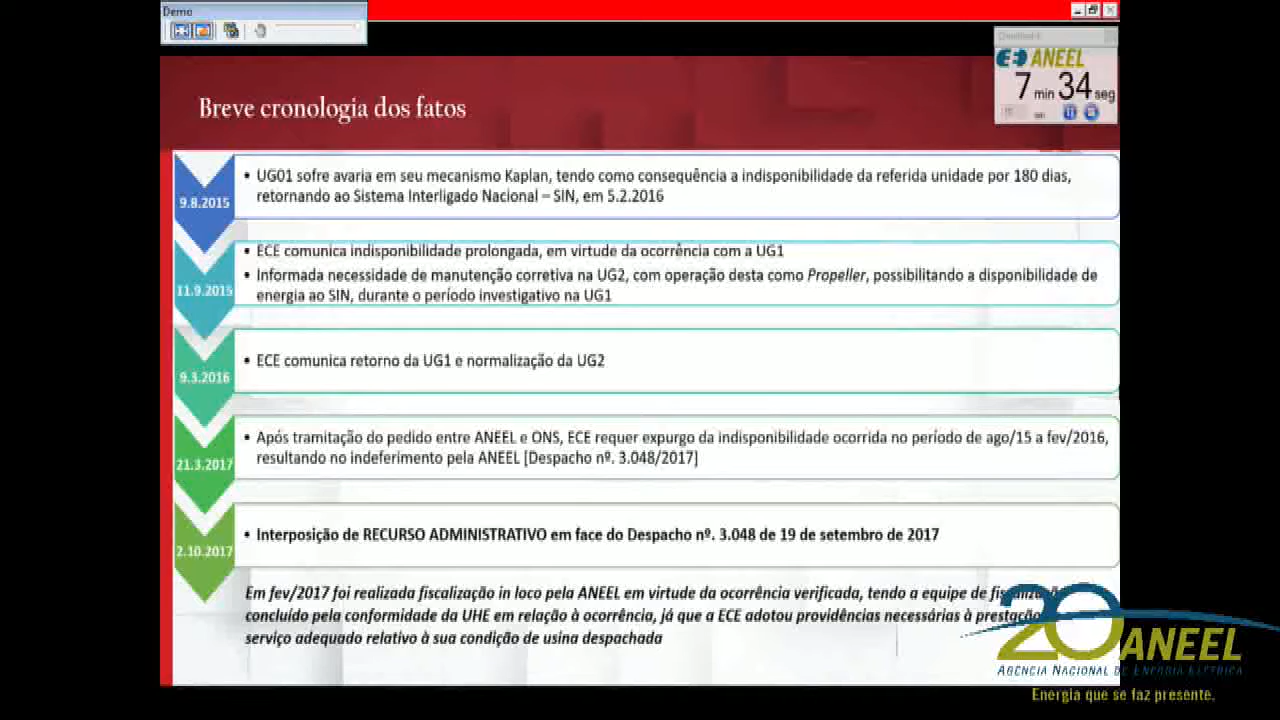 Demo
ANEEL
7 min 34 seg
Breve cronologia dos fatos
9.8.2015
• UG01 sofre avaria em seu mecanismo Kaplan, tendo como consequência a indisponibilidade da referida unidade por 180 dias,
retornando ao Sistema Interligado Nacional – SIN, em 5.2.2016
11.9.2015
• ECE comunica indisponibilidade prolongada, em virtude da ocorrência com a UG1
• Informada necessidade de manutenção corretiva na UG2, com operação desta como Propeller, possibilitando a disponibilidade de
energia ao SIN, durante o período investigativo na UG1
9.3.2016
• ECE comunica retorno da UG1 e normalização da UG2
21.3.2017
• Após tramitação do pedido entre ANEEL e ONS, ECE requer expurgo da indisponibilidade ocorrida no período de ago/15 a fev/2016,
resultando no indeferimento pela ANEEL [Despacho nº. 3.048/2017]
2.10.2017
• Interposição de RECURSO ADMINISTRATIVO em face do Despacho nº. 3.048 de 19 de setembro de 2017
Em fev/2017 foi realizada fiscalização in loco pela ANEEL em virtude da ocorrência verificada, tendo a equipe de
concluído pela conformidade da UHE em relação à ocorrência, já que a ECE adotou providências necessárias à
serviço adequado relativo à sua condição de usina despachada
20 ANEEL
AGÊNCIA NACIONAL DE ENERGIA ELÉTRICA
Energia que se faz presente.